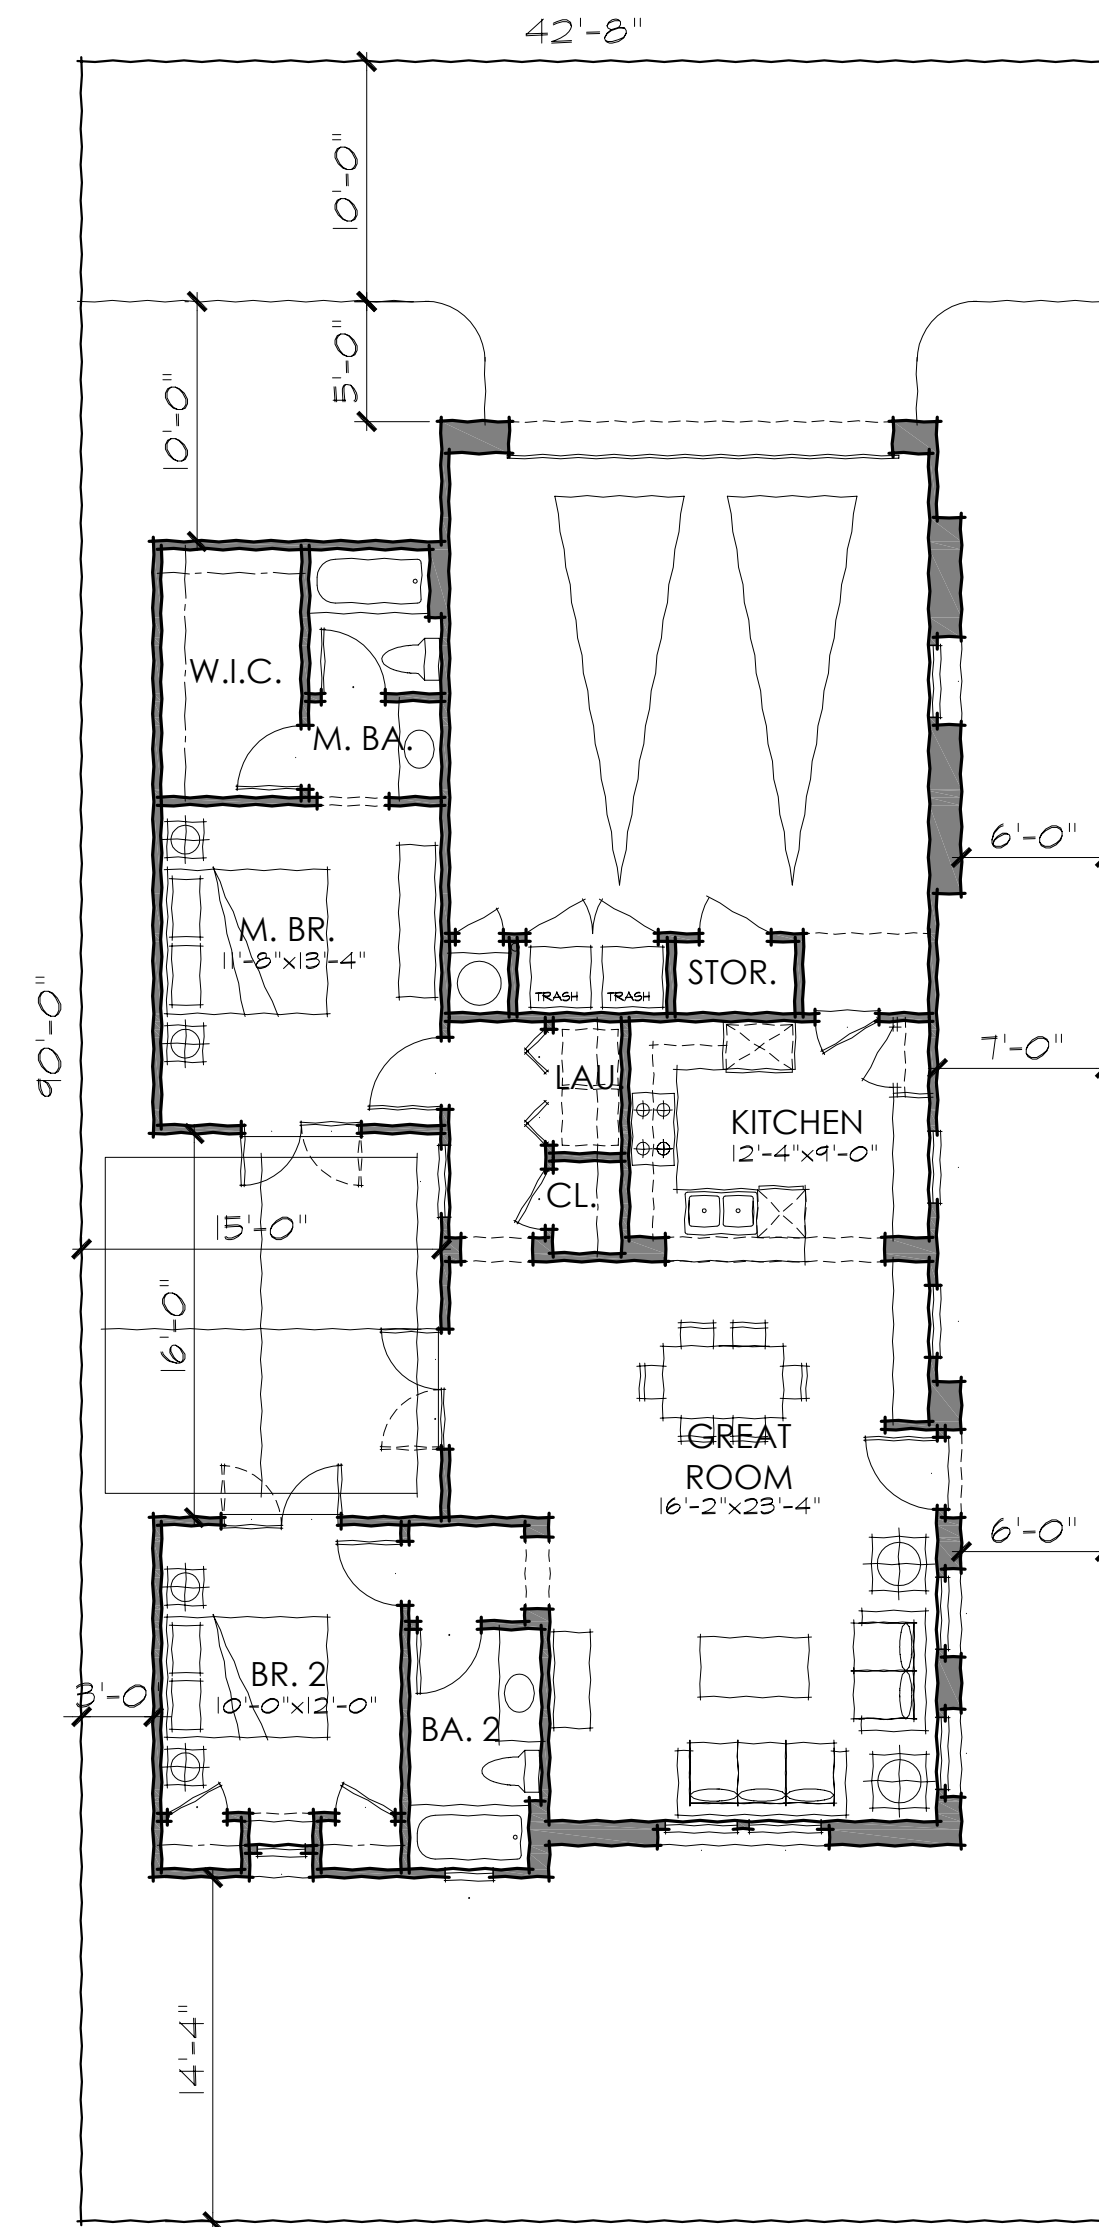 42'-8"
10'-0"
5'-0"
10'-0"
W.I.C.
M. BA.
6'-0"
M. BR.
11'-8"x13'-4"
STOR.
TRASH
TRASH
90'-0"
7'-0"
LAU
KITCHEN
12'-4"x9'-0"
CL.
15'-0"
16'-0"
GREAT
ROOM
16'-2"x23'-4"
6'-0"
BR. 2
10'-0"x12'-0"
3'-0
BA. 2
14'-4"